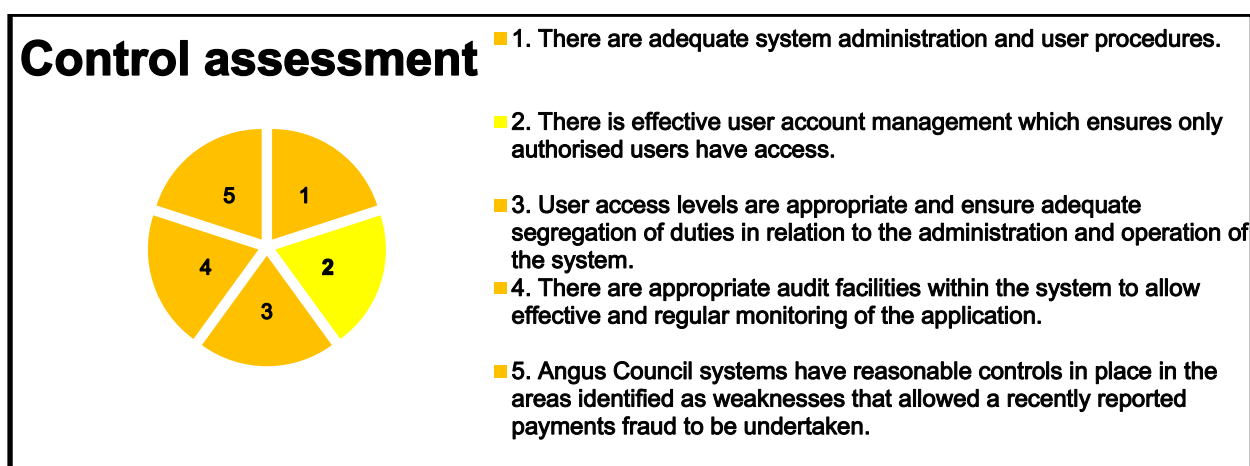 Control assessment
1. There are adequate system administration and user procedures.
2. There is effective user account management which ensures only
authorised users have access.
3. User access levels are appropriate and ensure adequate
segregation of duties in relation to the administration and operation of
the system.
4. There are appropriate audit facilities within the system to allow
effective and regular monitoring of the application.
5. Angus Council systems have reasonable controls in place in the
areas identified as weaknesses that allowed a recently reported
payments fraud to be undertaken.
5
1
4
2
3